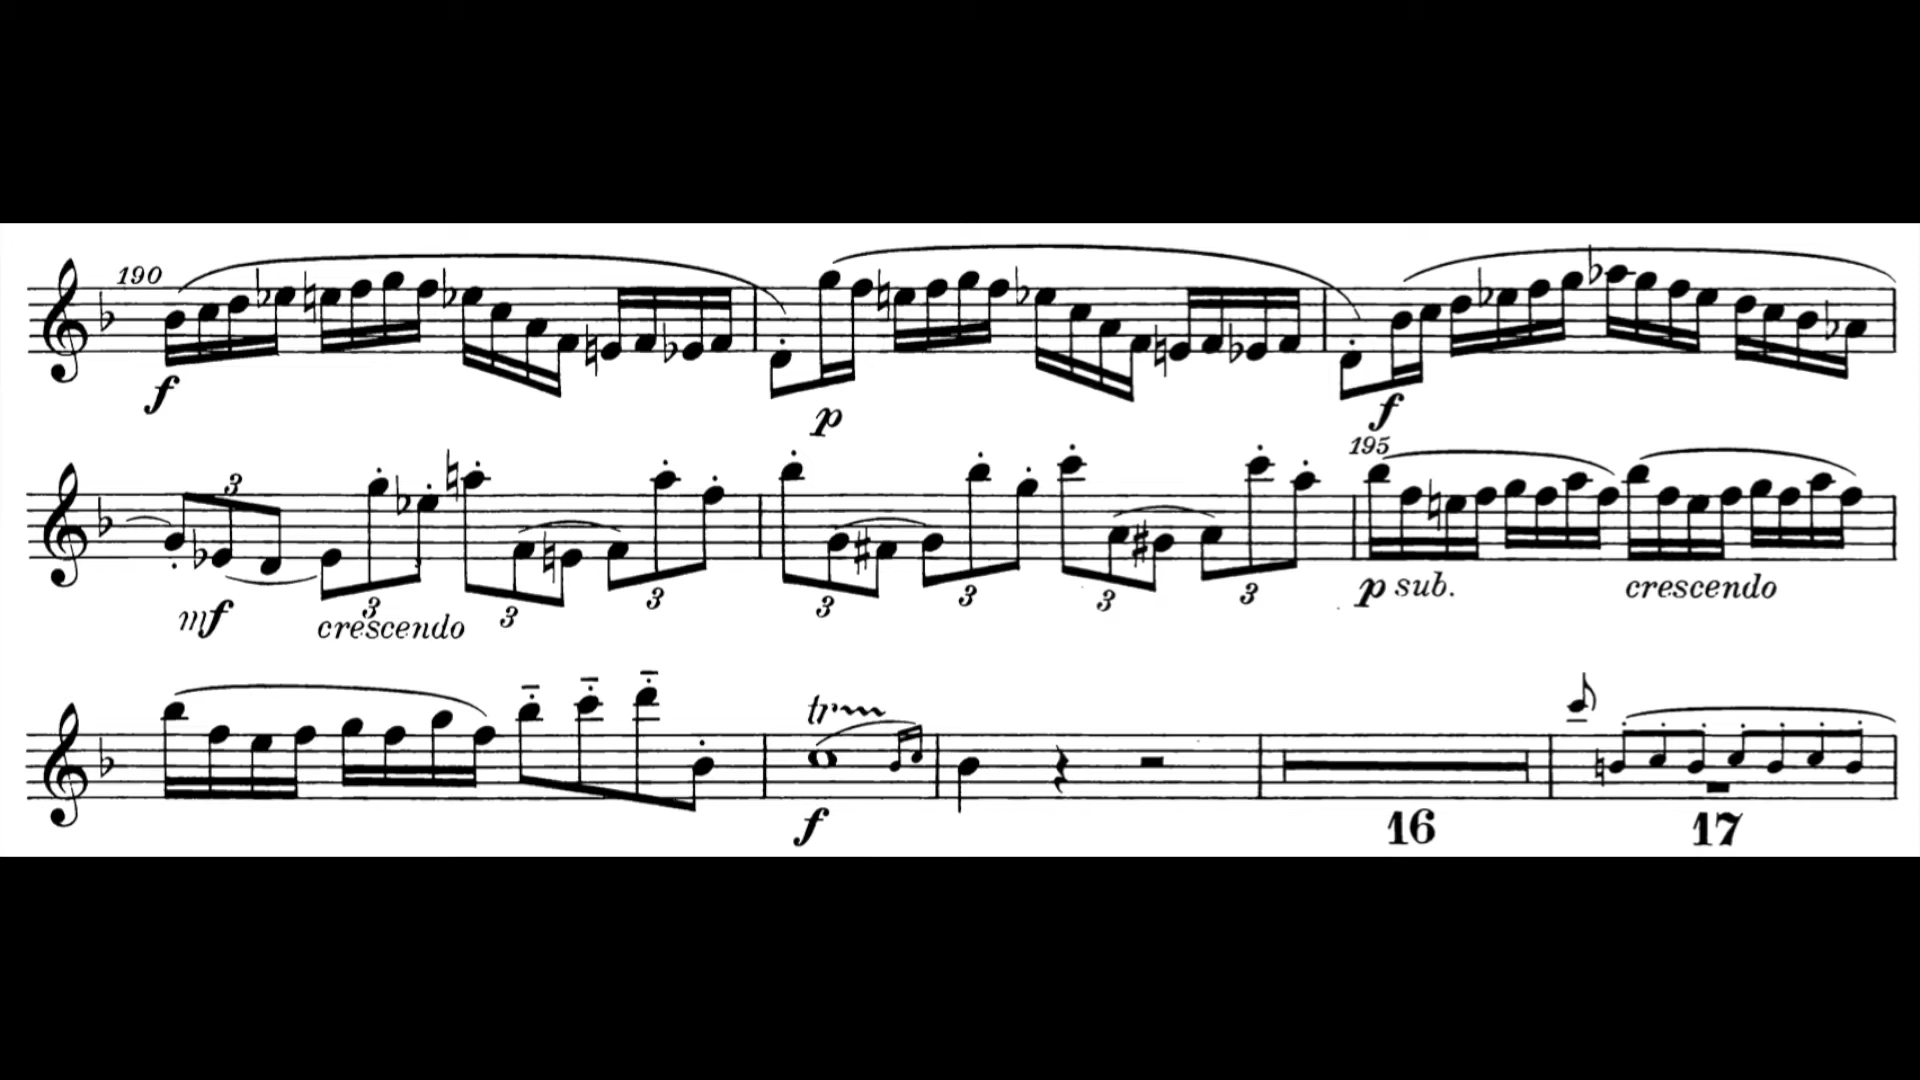 190
f p f
3 195
mf 3 crescendo 3 3 3 3 3 3 p sub. crescendo
tr
f 16 17